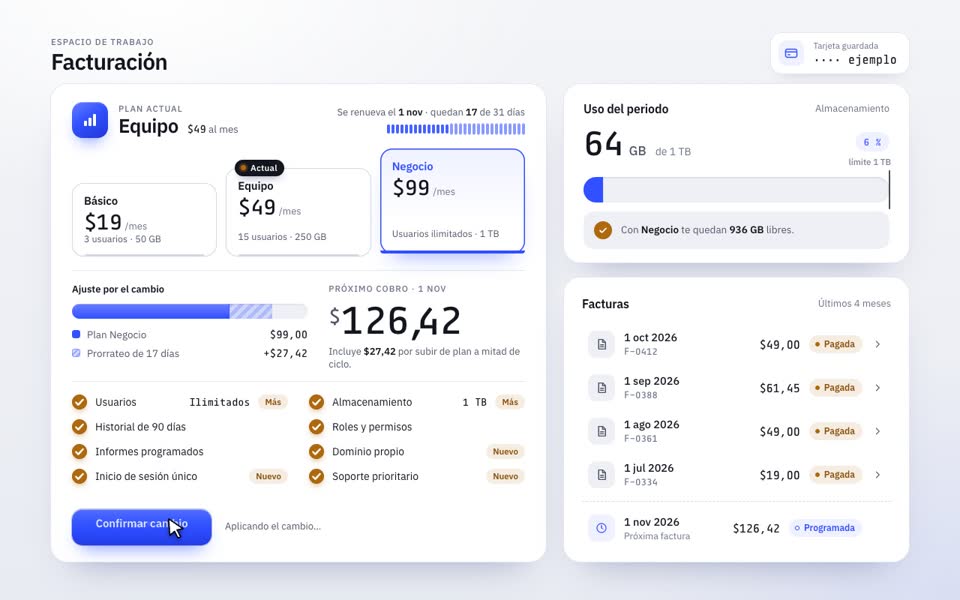 ESPACIO DE TRABAJO
Facturación
Tarjeta guardada
···· ejemplo
PLAN ACTUAL
Equipo $49 al mes
Se renueva el 1 nov · quedan 17 de 31 días
Básico
$19 /mes
3 usuarios · 50 GB
Actual
Equipo
$49 /mes
15 usuarios · 250 GB
Negocio
$99 /mes
Usuarios ilimitados · 1 TB
Ajuste por el cambio
Plan Negocio $99,00
Prorrateo de 17 días +$27,42
PRÓXIMO COBRO · 1 NOV
$126,42
Incluye $27,42 por subir de plan a mitad de
ciclo.
Usuarios Ilimitados Más
Almacenamiento 1 TB Más
Historial de 90 días
Roles y permisos
Informes programados
Dominio propio Nuevo
Inicio de sesión único Nuevo
Soporte prioritario Nuevo
Confirmar cambio
Aplicando el cambio…
Uso del periodo Almacenamiento
64 GB de 1 TB
6 %
límite 1 TB
Con Negocio te quedan 936 GB libres.
Facturas Últimos 4 meses
1 oct 2026
F-0412
$49,00 Pagada
1 sep 2026
F-0388
$61,45 Pagada
1 ago 2026
F-0361
$49,00 Pagada
1 jul 2026
F-0334
$19,00 Pagada
1 nov 2026
Próxima factura
$126,42 Programada